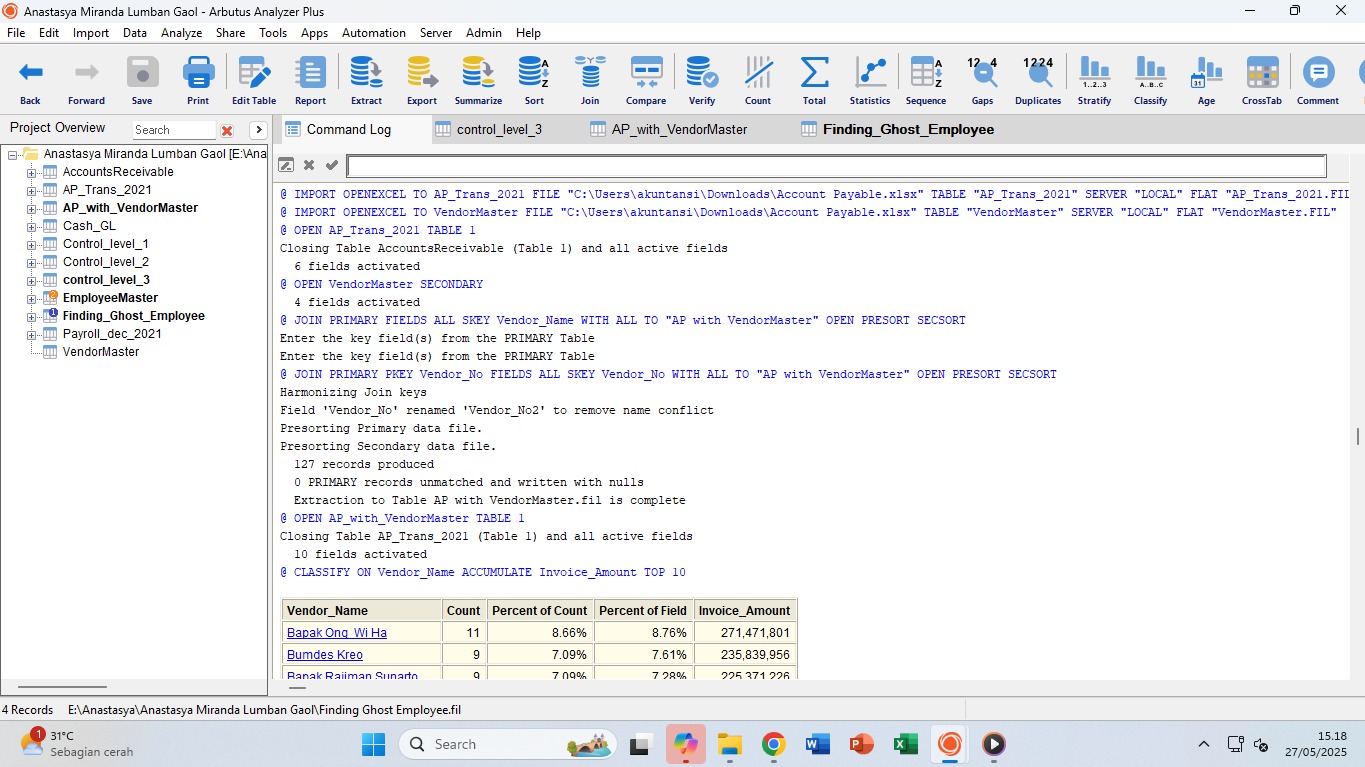 Anastasya Miranda Lumban Gaol - Arbutus Analyzer Plus
File Edit Import Data Analyze Share Tools Apps Automation Server Admin Help
12..4 1224 1...2...3 A...B...C 31
Back Forward Save Print Edit Table Report Extract Export Summarize Sort Join Compare Verify Count Total Statistics Sequence Gaps Duplicates Stratify Classify Age CrossTab Comment
Project Overview Search
Anastasya Miranda Lumban Gaol [E:\Ana
AccountsReceivable
AP_Trans_2021
AP_with_VendorMaster
Cash_GL
Control_level_1
Control_level_2
control_level_3
EmployeeMaster
Finding_Ghost_Employee
Payroll_dec_2021
VendorMaster
Command Log control_level_3 AP_with_VendorMaster Finding_Ghost_Employee
@ IMPORT OPENEXCEL TO AP_Trans_2021 FILE "C:\Users\akuntansi\Downloads\Account Payable.xlsx" TABLE "AP_Trans_2021" SERVER "LOCAL" FLAT "AP_Trans_2021.FIL
@ IMPORT OPENEXCEL TO VendorMaster FILE "C:\Users\akuntansi\Downloads\Account Payable.xlsx" TABLE "VendorMaster" SERVER "LOCAL" FLAT "VendorMaster.FIL"
@ OPEN AP_Trans_2021 TABLE 1
Closing Table AccountsReceivable (Table 1) and all active fields
6 fields activated
@ OPEN VendorMaster SECONDARY
4 fields activated
@ JOIN PRIMARY FIELDS ALL SKEY Vendor_Name WITH ALL TO "AP with VendorMaster" OPEN PRESORT SECSORT
Enter the key field(s) from the PRIMARY Table
Enter the key field(s) from the PRIMARY Table
@ JOIN PRIMARY PKEY Vendor_No FIELDS ALL SKEY Vendor_No WITH ALL TO "AP with VendorMaster" OPEN PRESORT SECSORT
Harmonizing Join keys
Field 'Vendor_No' renamed 'Vendor_No2' to remove name conflict
Presorting Primary data file.
Presorting Secondary data file.
127 records produced
0 PRIMARY records unmatched and written with nulls
Extraction to Table AP with VendorMaster.fil is complete
@ OPEN AP_with_VendorMaster TABLE 1
Closing Table AP_Trans_2021 (Table 1) and all active fields
10 fields activated
@ CLASSIFY ON Vendor_Name ACCUMULATE Invoice_Amount TOP 10
Vendor_Name Count Percent of Count Percent of Field Invoice_Amount
Bapak Ong Wi Ha 11 8.66% 8.76% 271,471,801
Bumdes Kreo 9 7.09% 7.61% 235,839,956
Bapak Rajiman Sunarto 9 7.09% 7.28% 225,371,226
4 Records E:\Anastasya\Anastasya Miranda Lumban Gaol\Finding Ghost Employee.fil
1 31°C
Sebagian cerah
Search
15.18
27/05/2025